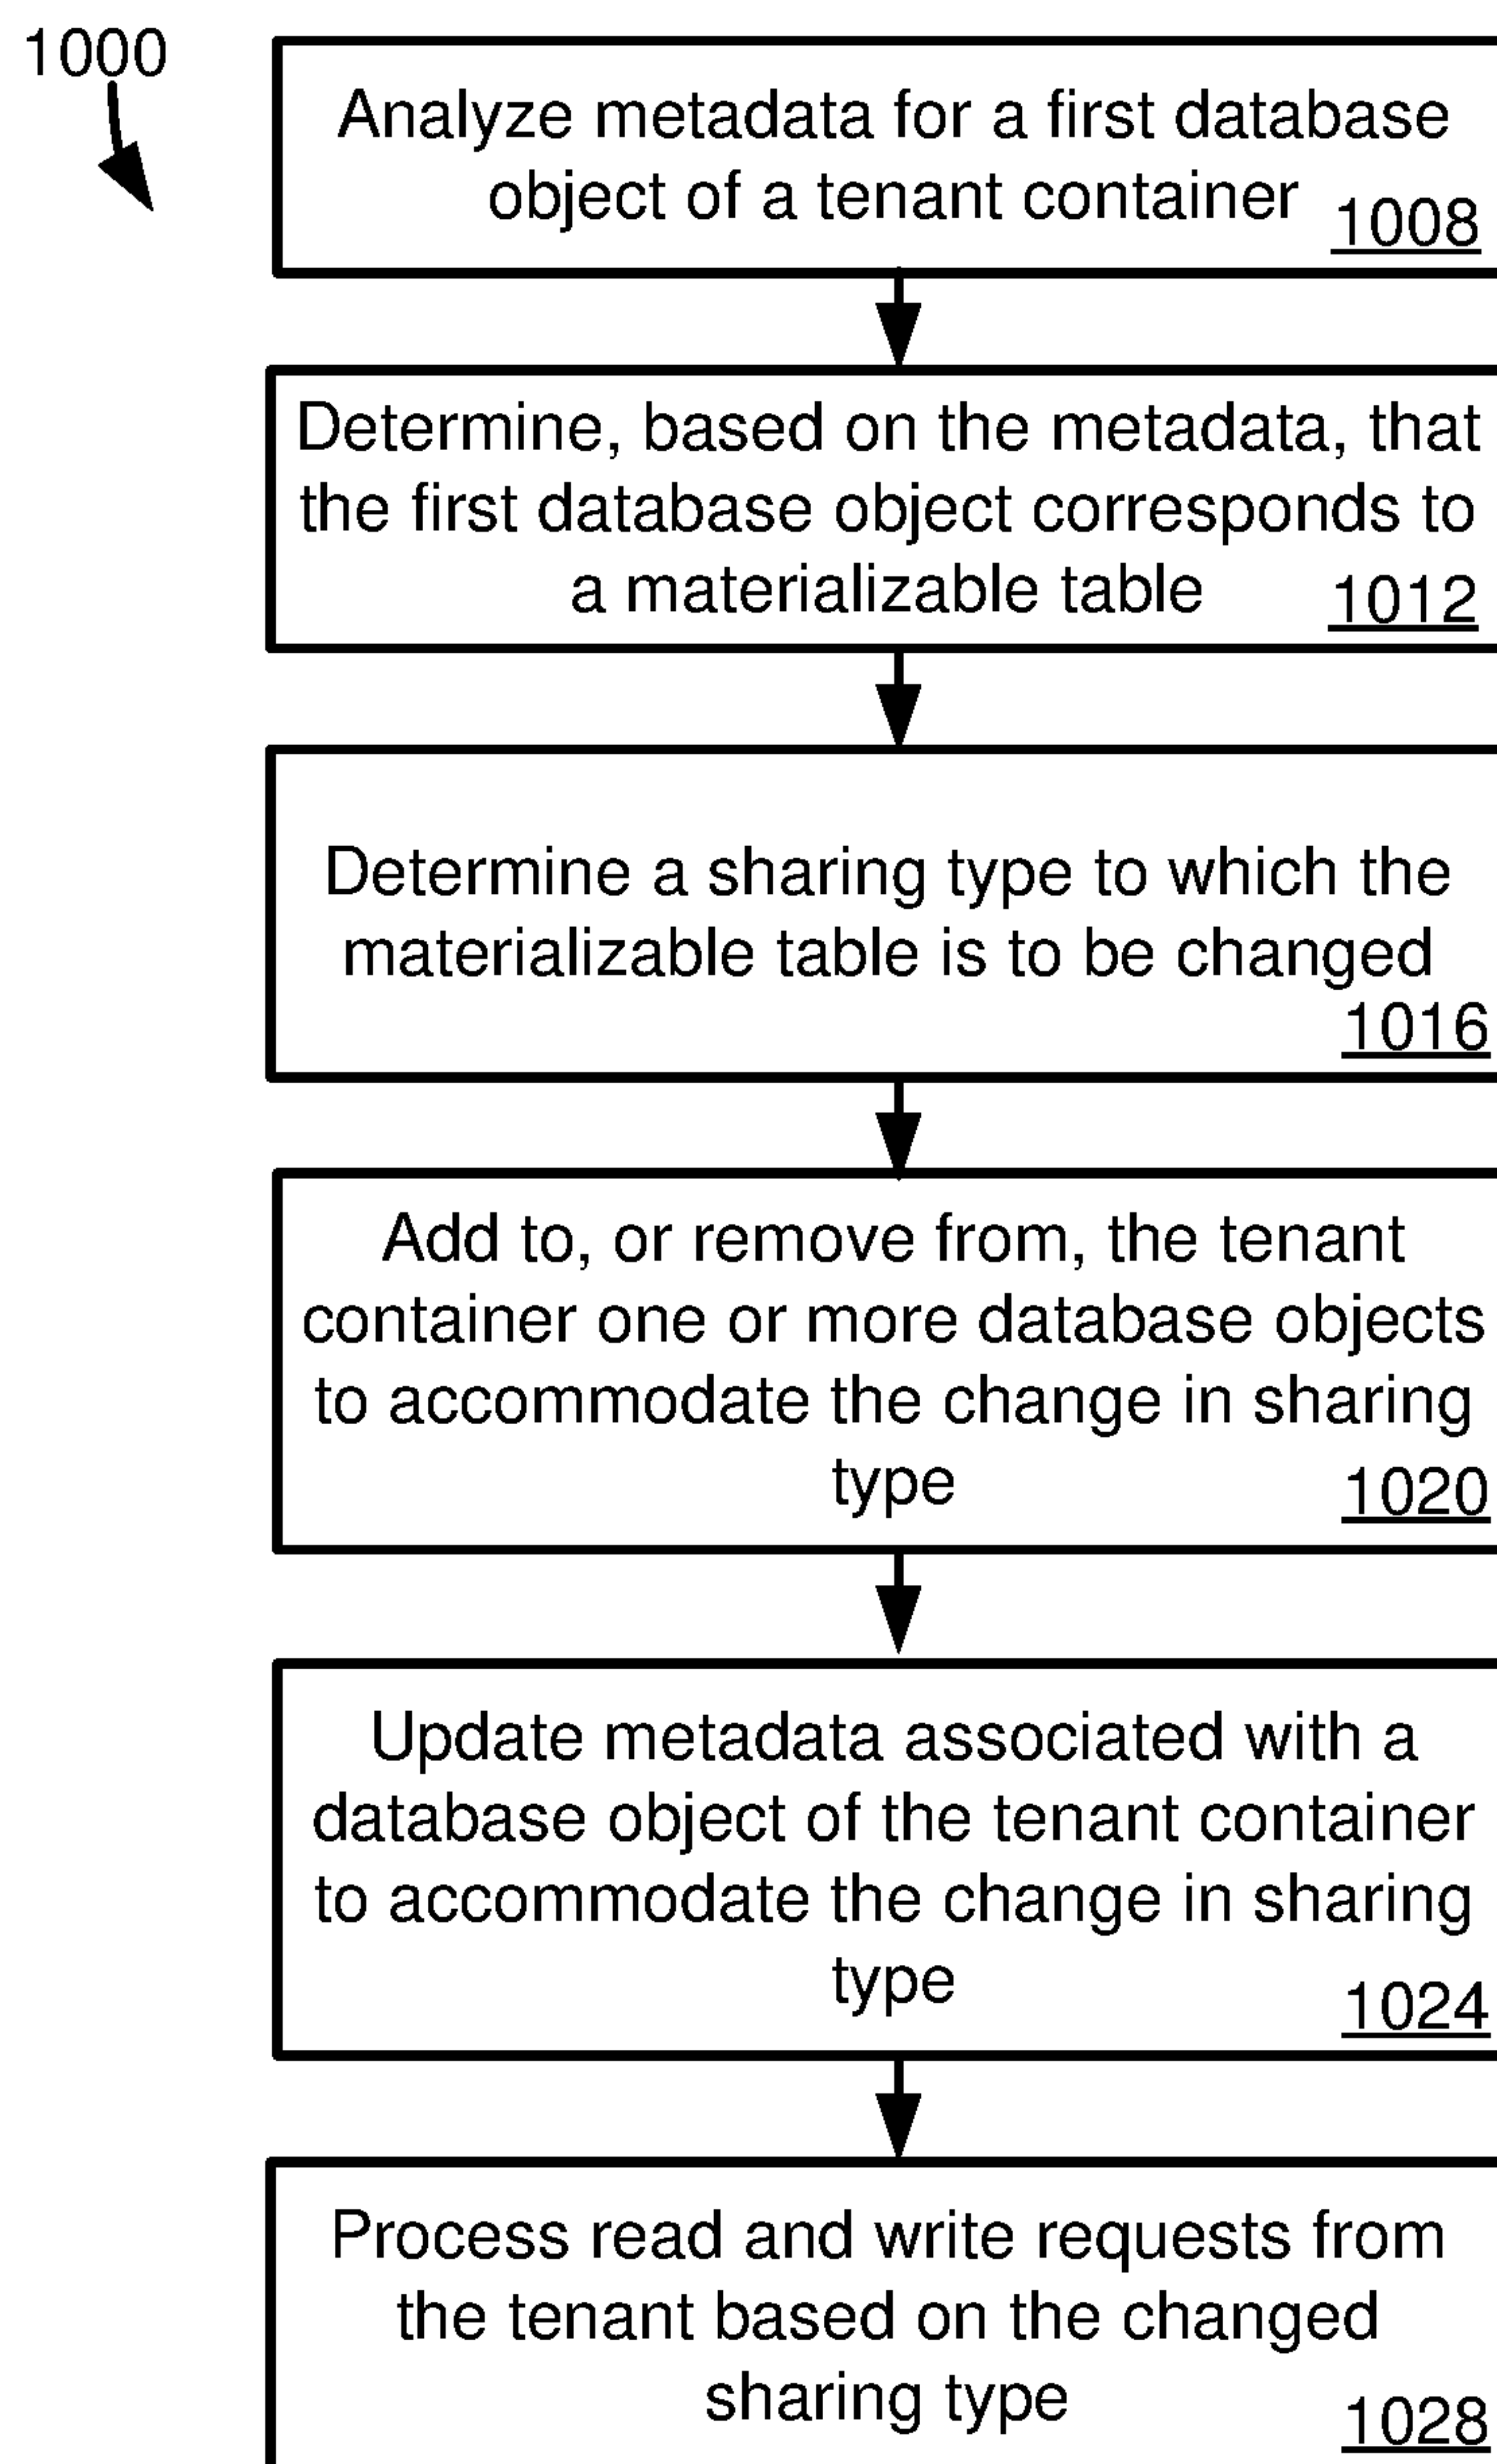 1000
Analyze metadata for a first database
object of a tenant container
1008
Determine, based on the metadata, that
the first database object corresponds to
a materializable table
1012
Determine a sharing type to which the
materializable table is to be changed
1016
Add to, or remove from, the tenant
container one or more database objects
to accommodate the change in sharing
type
1020
Update metadata associated with a
database object of the tenant container
to accommodate the change in sharing
type
1024
Process read and write requests from
the tenant based on the changed
sharing type
1028